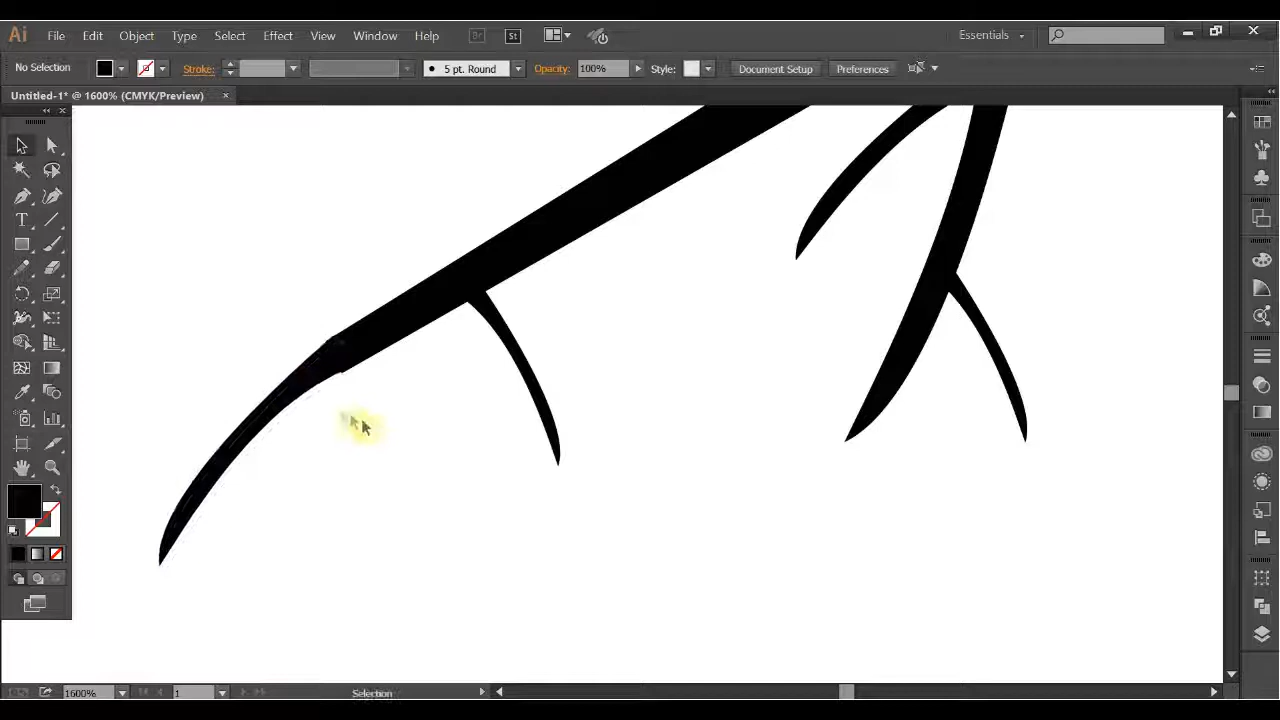 Ai File Edit Object Type Select Effect View Window Help Br St Essentials
No Selection Stroke: 5 pt. Round Opacity: 100% Style: Document Setup Preferences
Untitled-1* @ 1600% (CMYK/Preview) ×
T
1600% 1 Selection